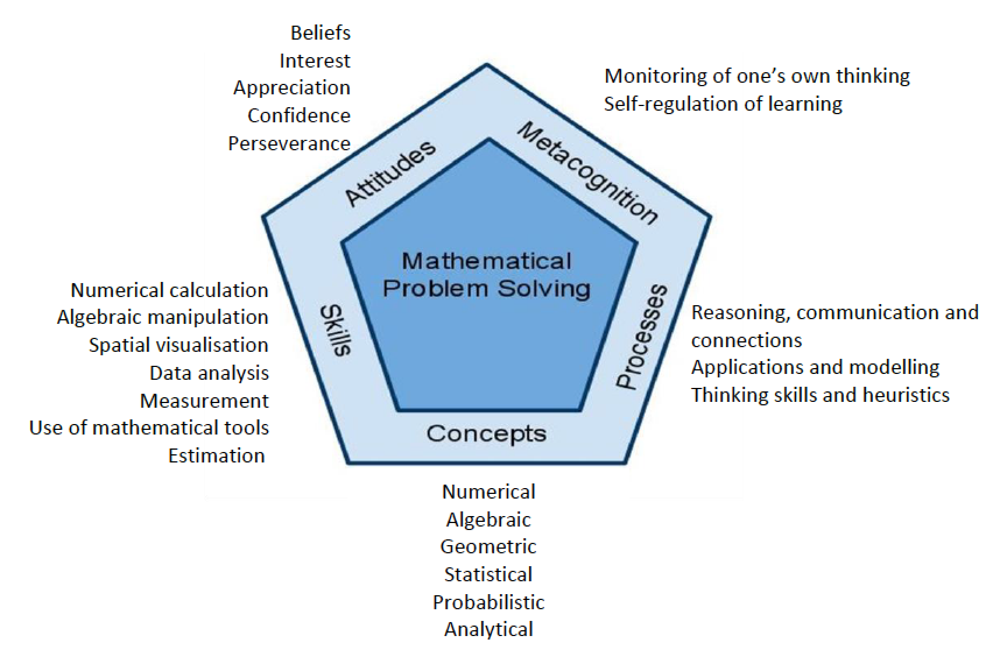 Beliefs
Interest
Appreciation
Confidence
Perseverance
Monitoring of one’s own thinking
Self-regulation of learning
Attitudes
Metacognition
Mathematical
Problem Solving
Skills
Processes
Concepts
Numerical calculation
Algebraic manipulation
Spatial visualisation
Data analysis
Measurement
Use of mathematical tools
Estimation
Reasoning, communication and
connections
Applications and modelling
Thinking skills and heuristics
Numerical
Algebraic
Geometric
Statistical
Probabilistic
Analytical